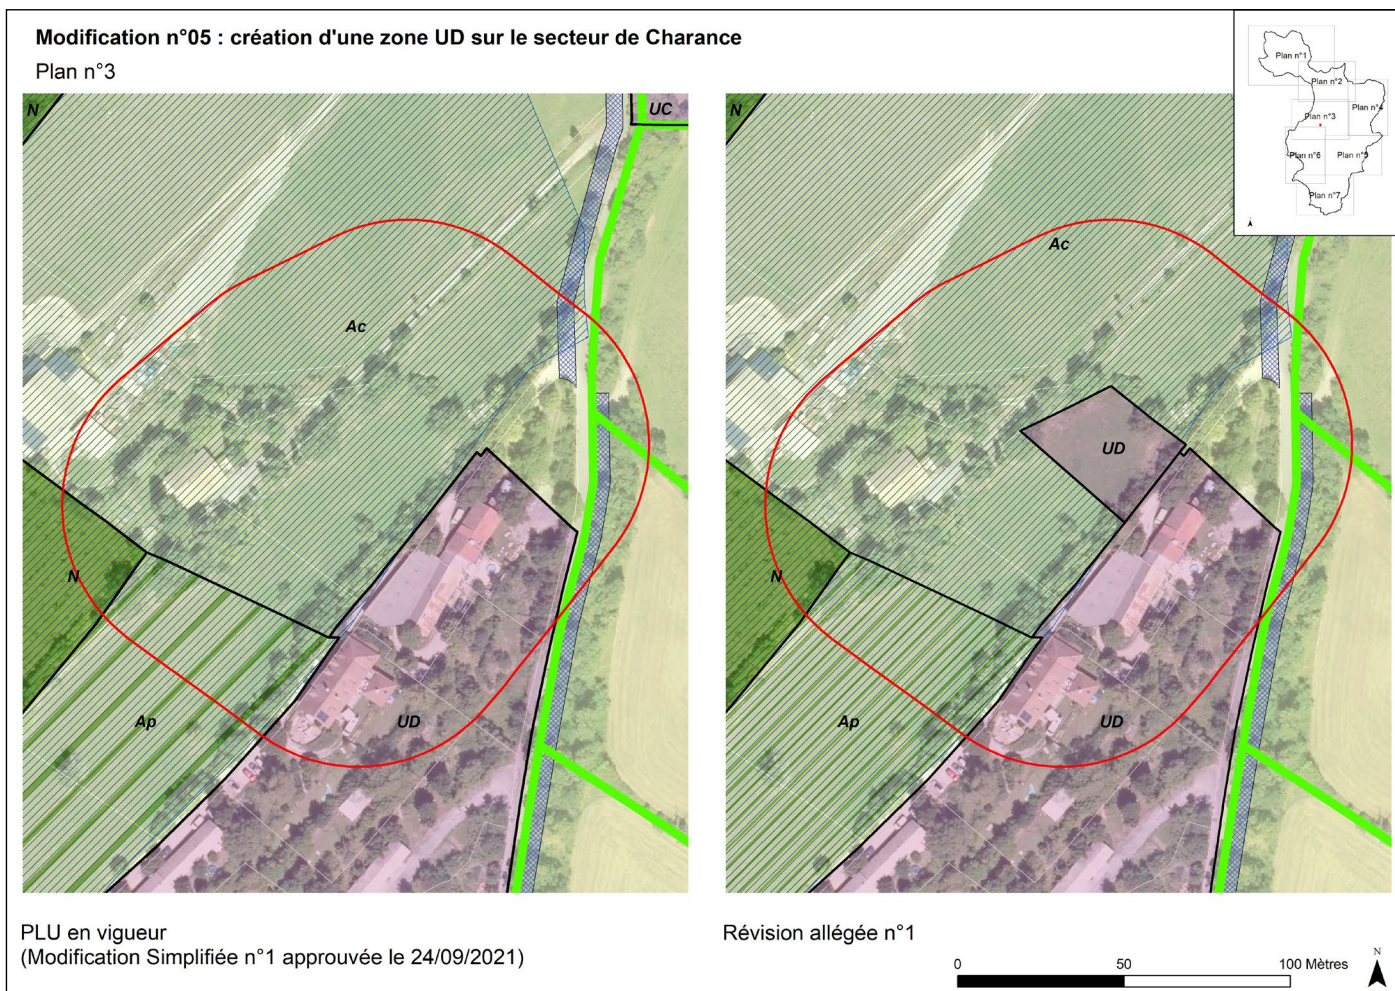 Modification n°05 : création d'une zone UD sur le secteur de Charance
Plan n°3
Plan n°1
Plan n°2
Plan n°4
Plan n°3
Plan n°6
Plan n°5
Plan n°7
N
UC
Ac
N
Ap
UD
N
Ac
UD
N
Ap
UD
PLU en vigueur
(Modification Simplifiée n°1 approuvée le 24/09/2021)
Révision allégée n°1
0
50
100 Mètres
N